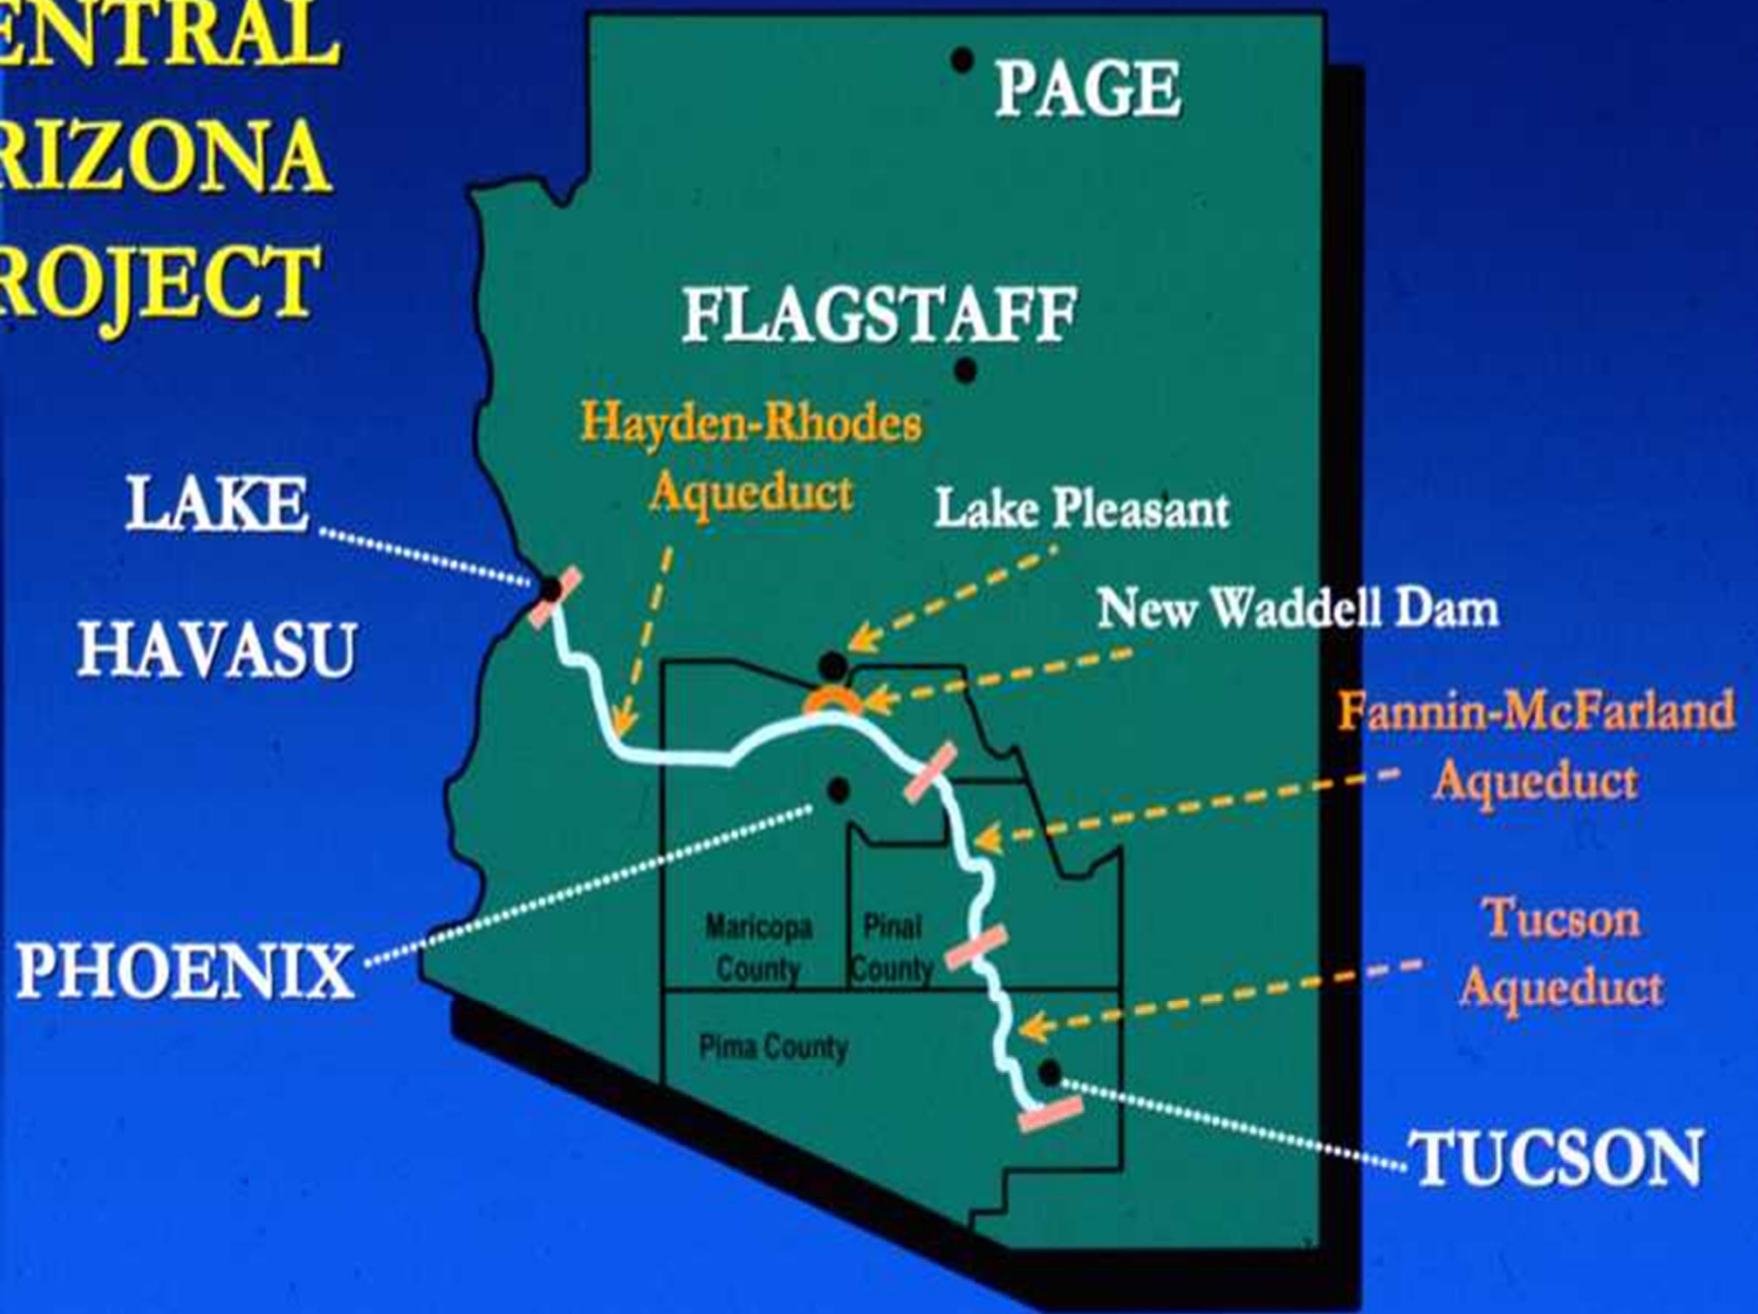 ENTRAL
RIZONA
ROJECT
PAGE
FLAGSTAFF
Hayden-Rhodes
Aqueduct
LAKE
HAVASU
Lake Pleasant
New Waddell Dam
Fannin-McFarland
Aqueduct
Maricopa
County
Pinal
County
Tucson
Aqueduct
PHOENIX
Pima County
TUCSON